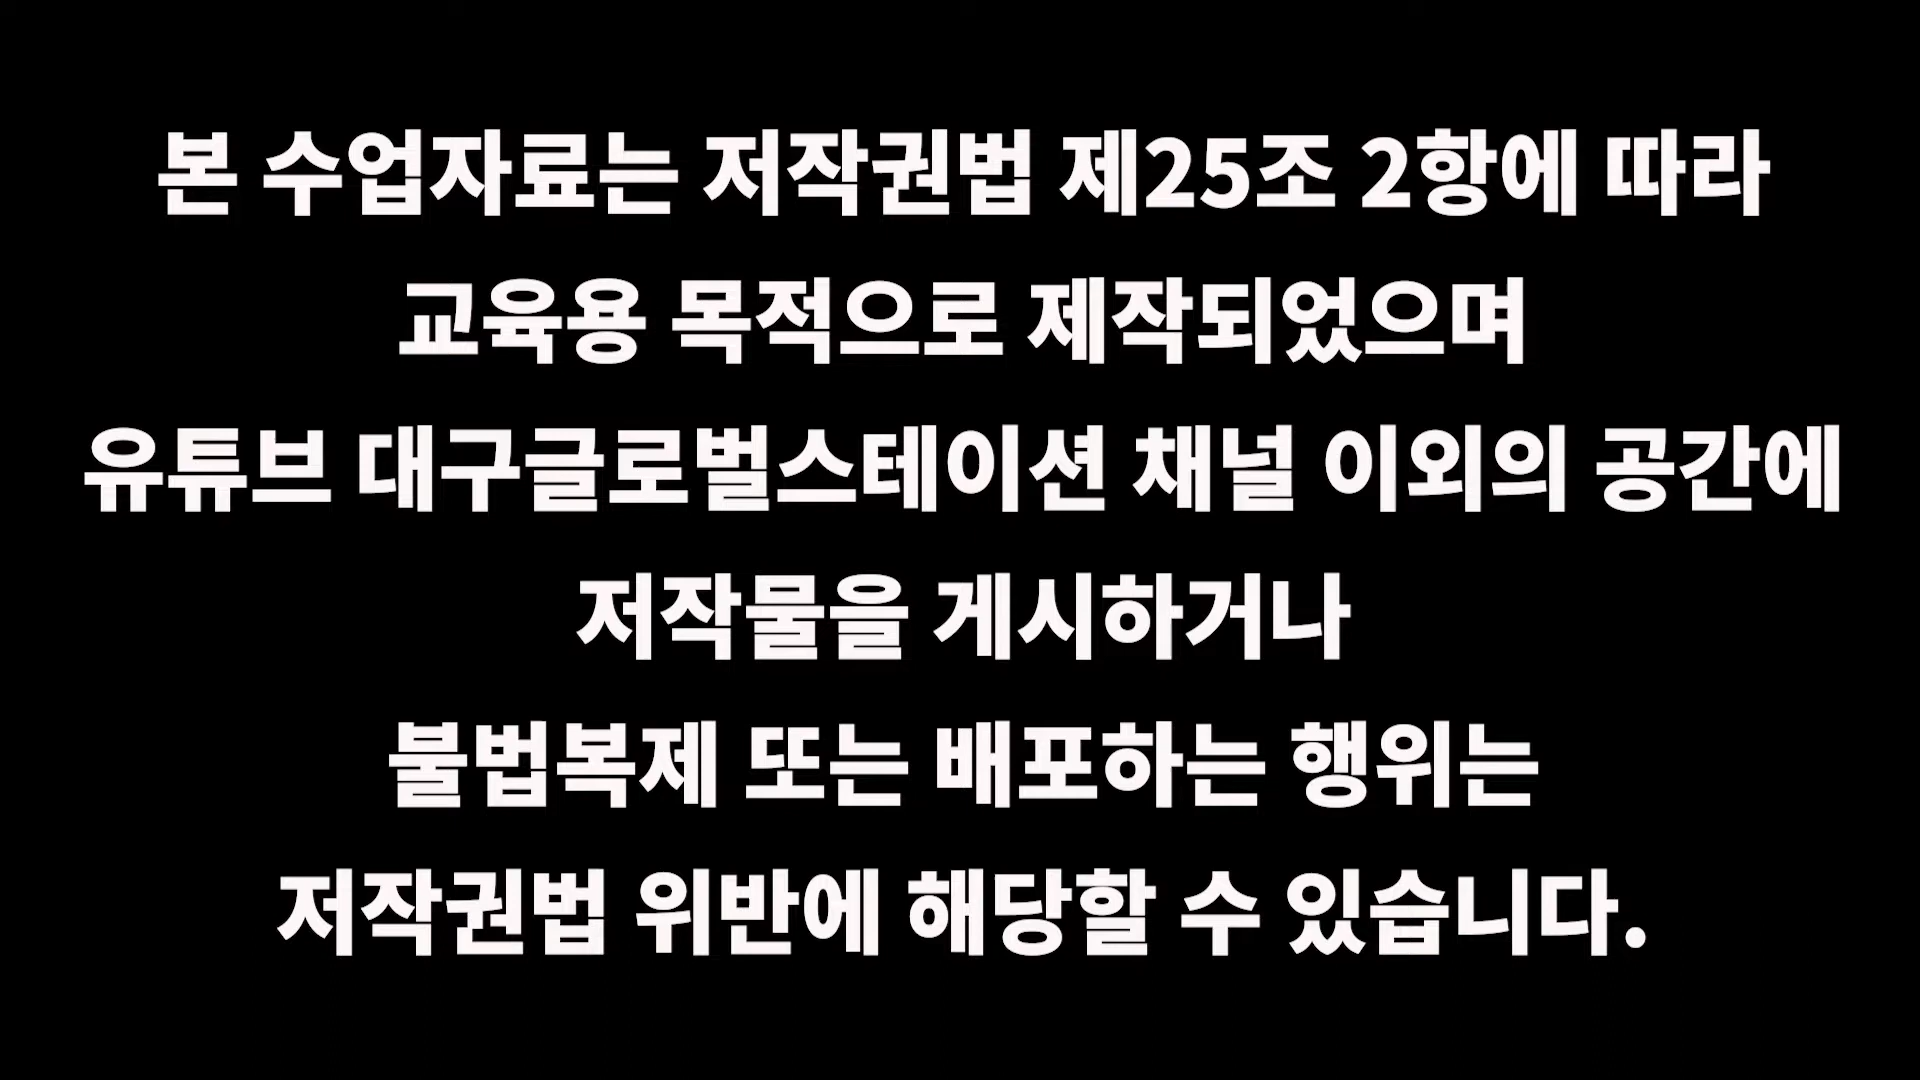 본 수업자료는 저작권법 제25조 2항에 따라
교육용 목적으로 제작되었으며
유튜브 대구글로벌스테이션 채널 이외의 공간에
저작물을 게시하거나
불법복제 또는 배포하는 행위는
저작권법 위반에 해당할 수 있습니다.